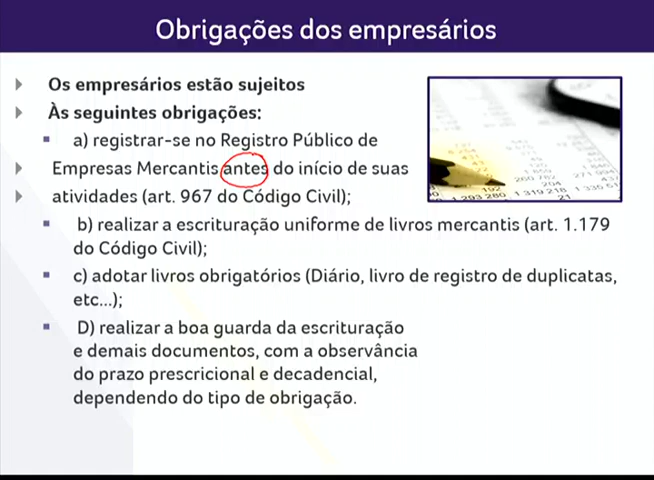 Obrigações dos empresários
Os empresários estão sujeitos
Às seguintes obrigações:
a) registrar-se no Registro Público de
Empresas Mercantis antes do início de suas
atividades (art. 967 do Código Civil);
b) realizar a escrituração uniforme de livros mercantis (art. 1.179
do Código Civil);
c) adotar livros obrigatórios (Diário, livro de registro de duplicatas,
etc...);
D) realizar a boa guarda da escrituração
e demais documentos, com a observância
do prazo prescricional e decadencial,
dependendo do tipo de obrigação.